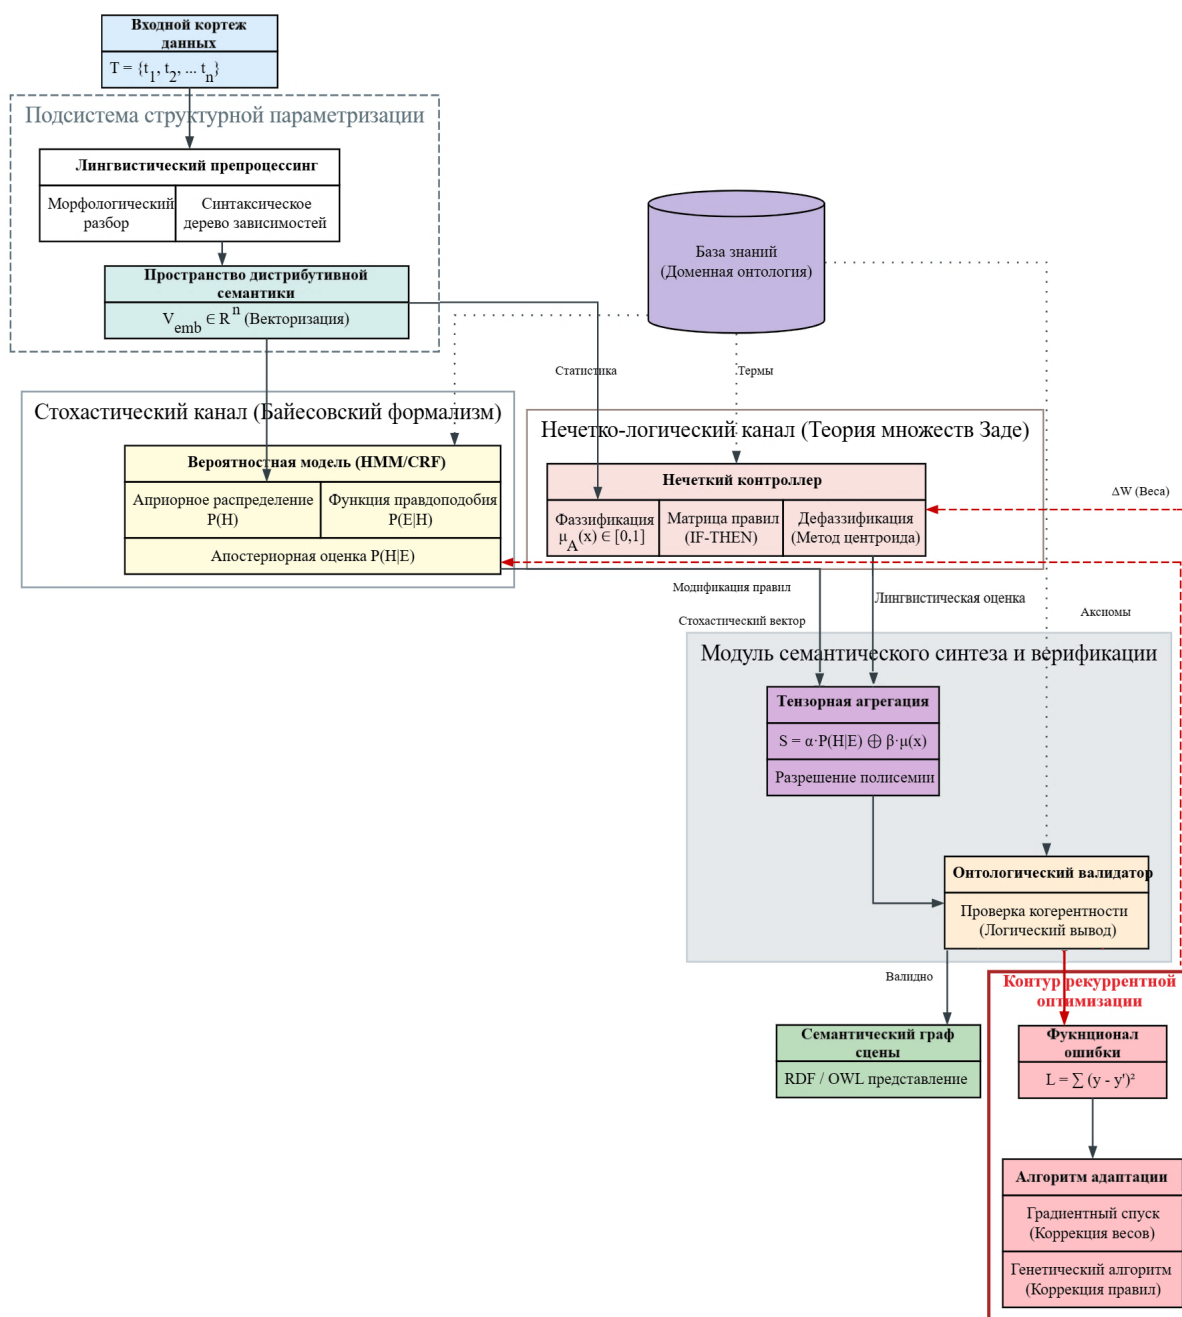 Входной кортеж
данных
T = {t1, t2, ... tn}
Подсистема структурной параметризации
Лингвистический препроцессинг
Морфологический
разбор
Синтаксическое
дерево зависимостей
Пространство дистрибутивной
семантики
Vemb ∈ R^n (Векторизация)
База знаний
(Доменная онтология)
Статистика
Термы
Стохастический канал (Байесовский формализм)
Вероятностная модель (HMM/CRF)
Априорное распределение
P(H)
Функция правдоподобия
P(E|H)
Апостериорная оценка P(H|E)
Нечетко-логический канал (Теория множеств Заде)
Нечеткий контроллер
Фаззификация
μA(x) ∈ [0,1]
Матрица правил
(IF-THEN)
Дефаззификация
(Метод центроида)
ΔW (Веса)
Модификация правил
Лингвистическая оценка
Стохастический вектор
Аксиомы
Модуль семантического синтеза и верификации
Тензорная агрегация
S = α·P(H|E) ⊕ β·μ(x)
Разрешение полисемии
Онтологический валидатор
Проверка когерентности
(Логический вывод)
Валидно
Контур рекуррентной
оптимизации
Семантический граф
сцены
RDF / OWL представление
Фукнционал
ошибки
L = ∑ (y - y')²
Алгоритм адаптации
Градиентный спуск
(Коррекция весов)
Генетический алгоритм
(Коррекция правил)